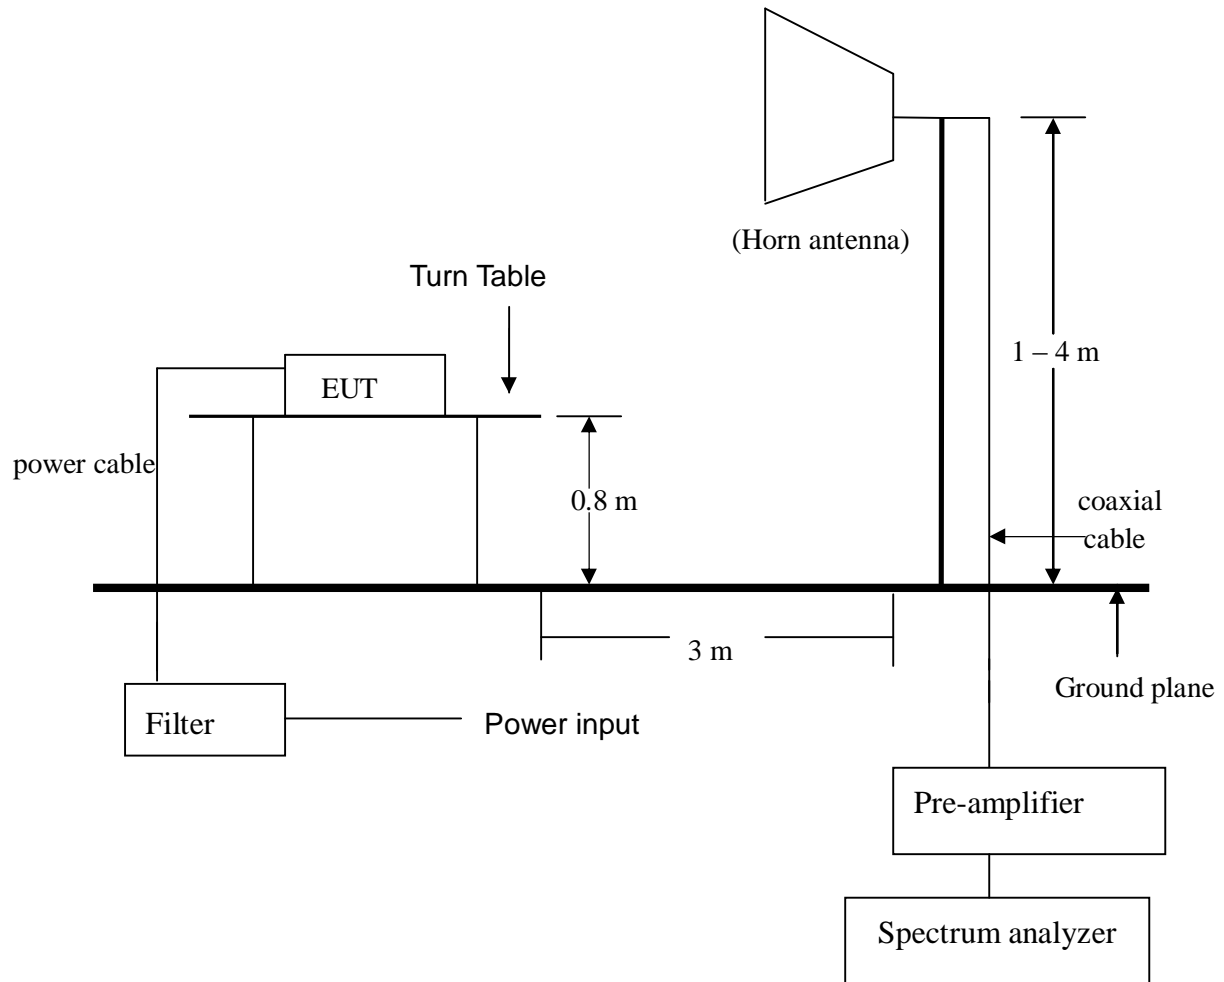 (Horn antenna)
Turn Table
1 – 4 m
EUT
power cable
0.8 m
coaxial
cable
3 m
Ground plane
Filter
Power input
Pre-amplifier
Spectrum analyzer